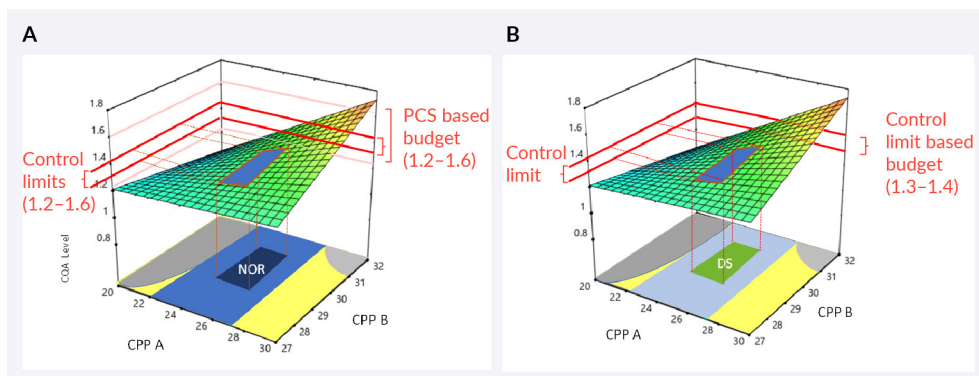 A
1.8
1.6
1.4
1.2
1
0.8
CQA Level
Control
limits
(1.2–1.6)
PCS based
budget
(1.2–1.6)
NOR
20
22
24
26
28
30
27
28
29
30
31
32
CPP A
CPP B
B
1.8
1.6
1.4
1.2
1
0.8
Control
limit
Control
limit based
budget
(1.3–1.4)
DS
20
22
24
26
28
30
27
28
29
30
31
32
CPP A
CPP B